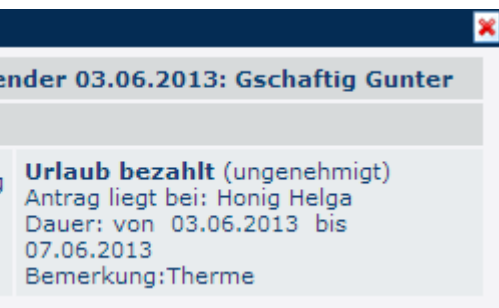 ender 03.06.2013: Gschaftig Gunter
g Urlaub bezahlt (ungenehmigt)
Antrag liegt bei: Honig Helga
Dauer: von 03.06.2013 bis
07.06.2013
Bemerkung:Therme